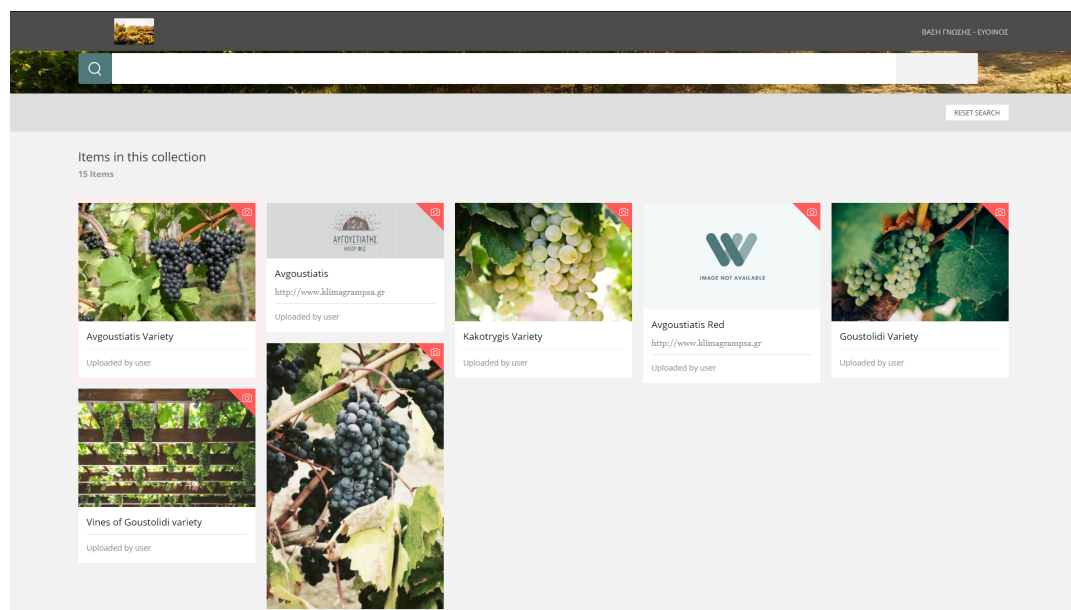 ΒΑΣΗ ΓΝΩΣΗΣ - ΕΥΟΙΝΟΣ
RESET SEARCH
Items in this collection
15 Items
Avgoustiatis Variety
Uploaded by user
ΑΥΓΟΥΣΤΙΑΤΗΣ
ΗΛΙΟΥ ΦΩΣ
Avgoustiatis
http://www.klimagrampsa.gr
Uploaded by user
Kakotrygis Variety
Uploaded by user
IMAGE NOT AVAILABLE
Avgoustiatis Red
http://www.klimagrampsa.gr
Uploaded by user
Goustolidi Variety
Uploaded by user
Vines of Goustolidi variety
Uploaded by user